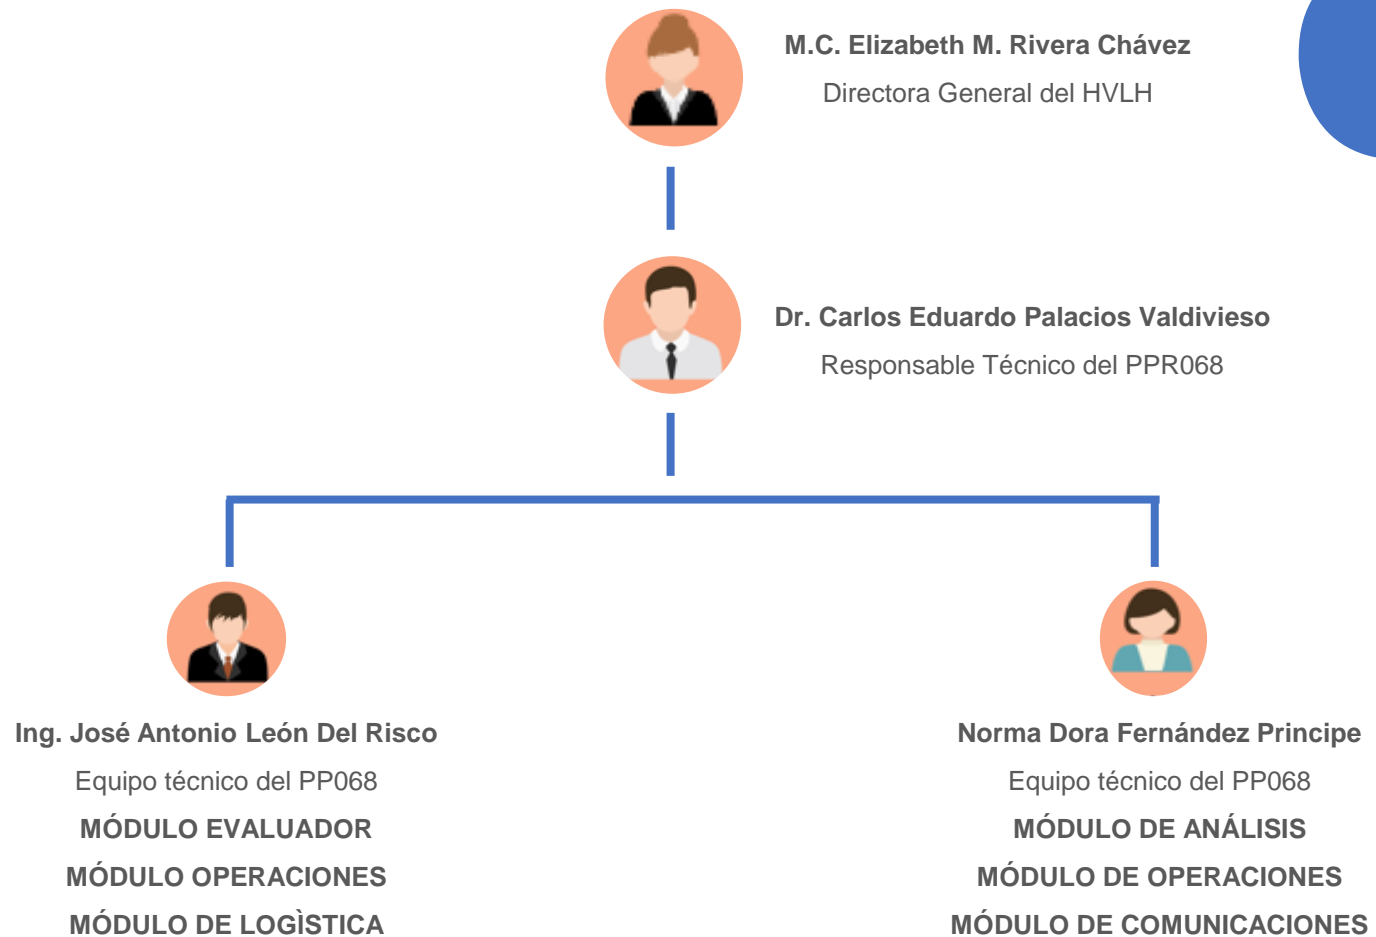 M.C. Elizabeth M. Rivera Chávez
Directora General del HVLH
Dr. Carlos Eduardo Palacios Valdivieso
Responsable Técnico del PPR068
Ing. José Antonio León Del Risco
Equipo técnico del PP068
MÓDULO EVALUADOR
MÓDULO OPERACIONES
MÓDULO DE LOGÌSTICA
Norma Dora Fernández Principe
Equipo técnico del PP068
MÓDULO DE ANÁLISIS
MÓDULO DE OPERACIONES
MÓDULO DE COMUNICACIONES